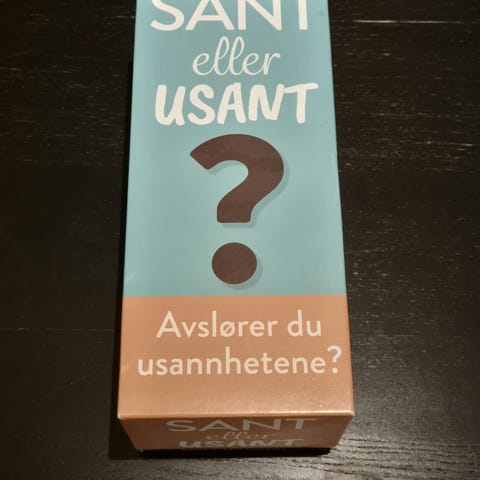 SANT
eller
USANT
?
Avslører du
usannhetene?
SANT
eller
USANT